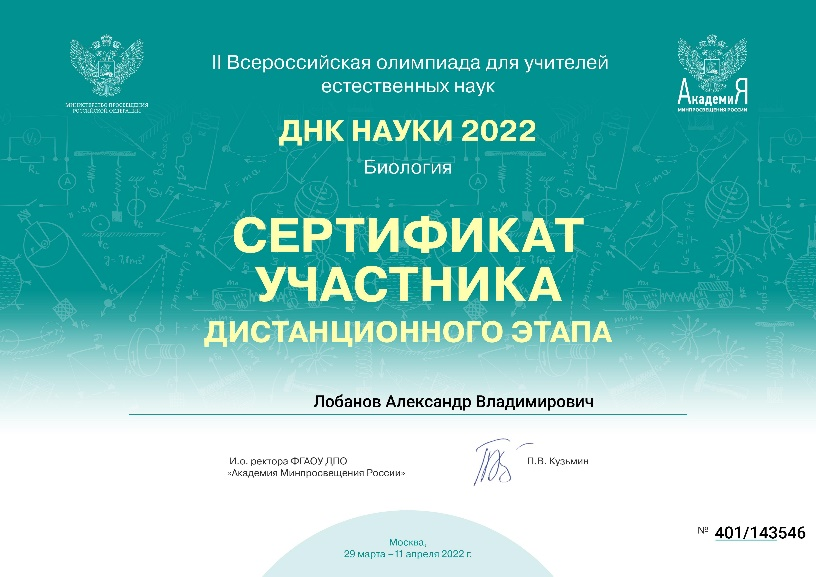 МИНИСТЕРСТВО ПРОСВЕЩЕНИЯ
РОССИЙСКОЙ ФЕДЕРАЦИИ
АкадемиЯ
МИНПРОСВЕЩЕНИЯ РОССИИ
II Всероссийская олимпиада для учителей
естественных наук
ДНК НАУКИ 2022
Биология
СЕРТИФИКАТ
УЧАСТНИКА
ДИСТАНЦИОННОГО ЭТАПА
Лобанов Александр Владимирович
И.о. ректора ФГАОУ ДПО
«Академия Минпросвещения России»
П.В. Кузьмин
№ 401/143546
Москва,
29 марта – 11 апреля 2022 г.